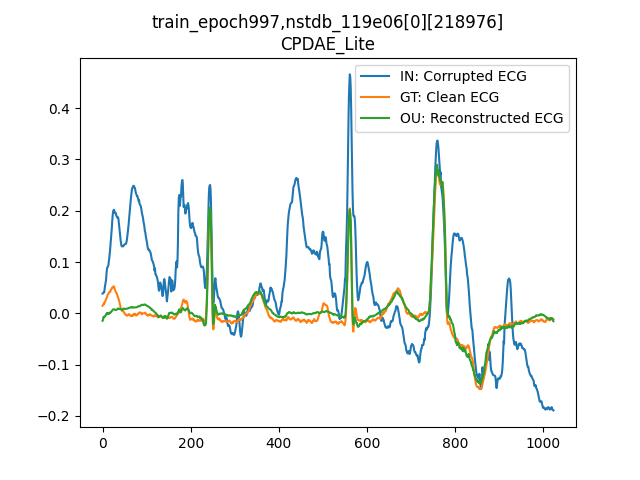 train_epoch997,nstdb_119e06[0][218976]
CPDAE_Lite
IN: Corrupted ECG
GT: Clean ECG
OU: Reconstructed ECG
0.4
0.3
0.2
0.1
0.0
−0.1
−0.2
0 200 400 600 800 1000